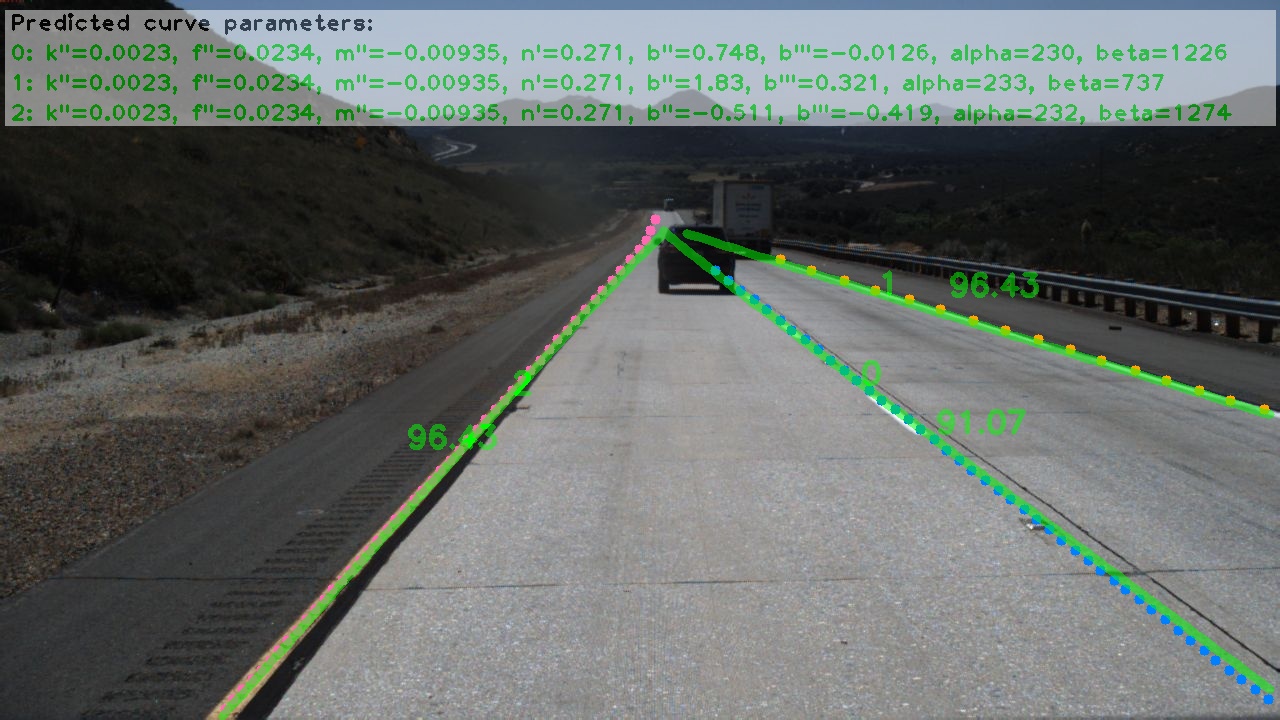 Predicted curve parameters:
0: k"=0.0023, f"=0.0234, m"=-0.00935, n'=0.271, b"=0.748, b'''=-0.0126, alpha=230, beta=1226
1: k"=0.0023, f"=0.0234, m"=-0.00935, n'=0.271, b"=1.83, b'''=0.321, alpha=233, beta=737
2: k"=0.0023, f"=0.0234, m"=-0.00935, n'=0.271, b"=-0.511, b'''=-0.419, alpha=232, beta=1274
1 96.43
2
0
96.43
91.07